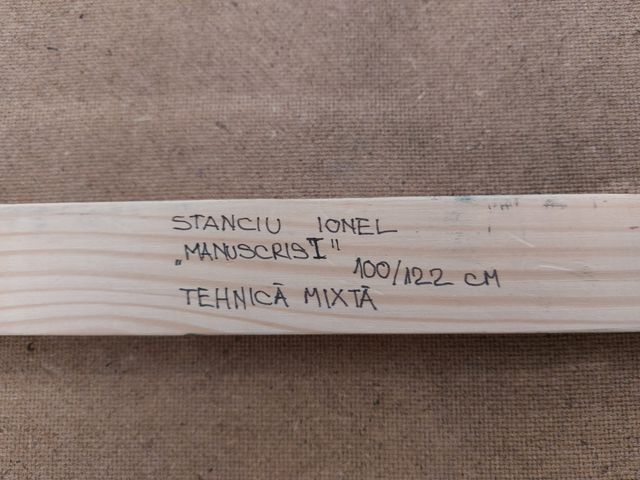 STANCIU IONEL
„MANUSCRIS I"
100/122 CM
TEHNICĂ MIXTĂ